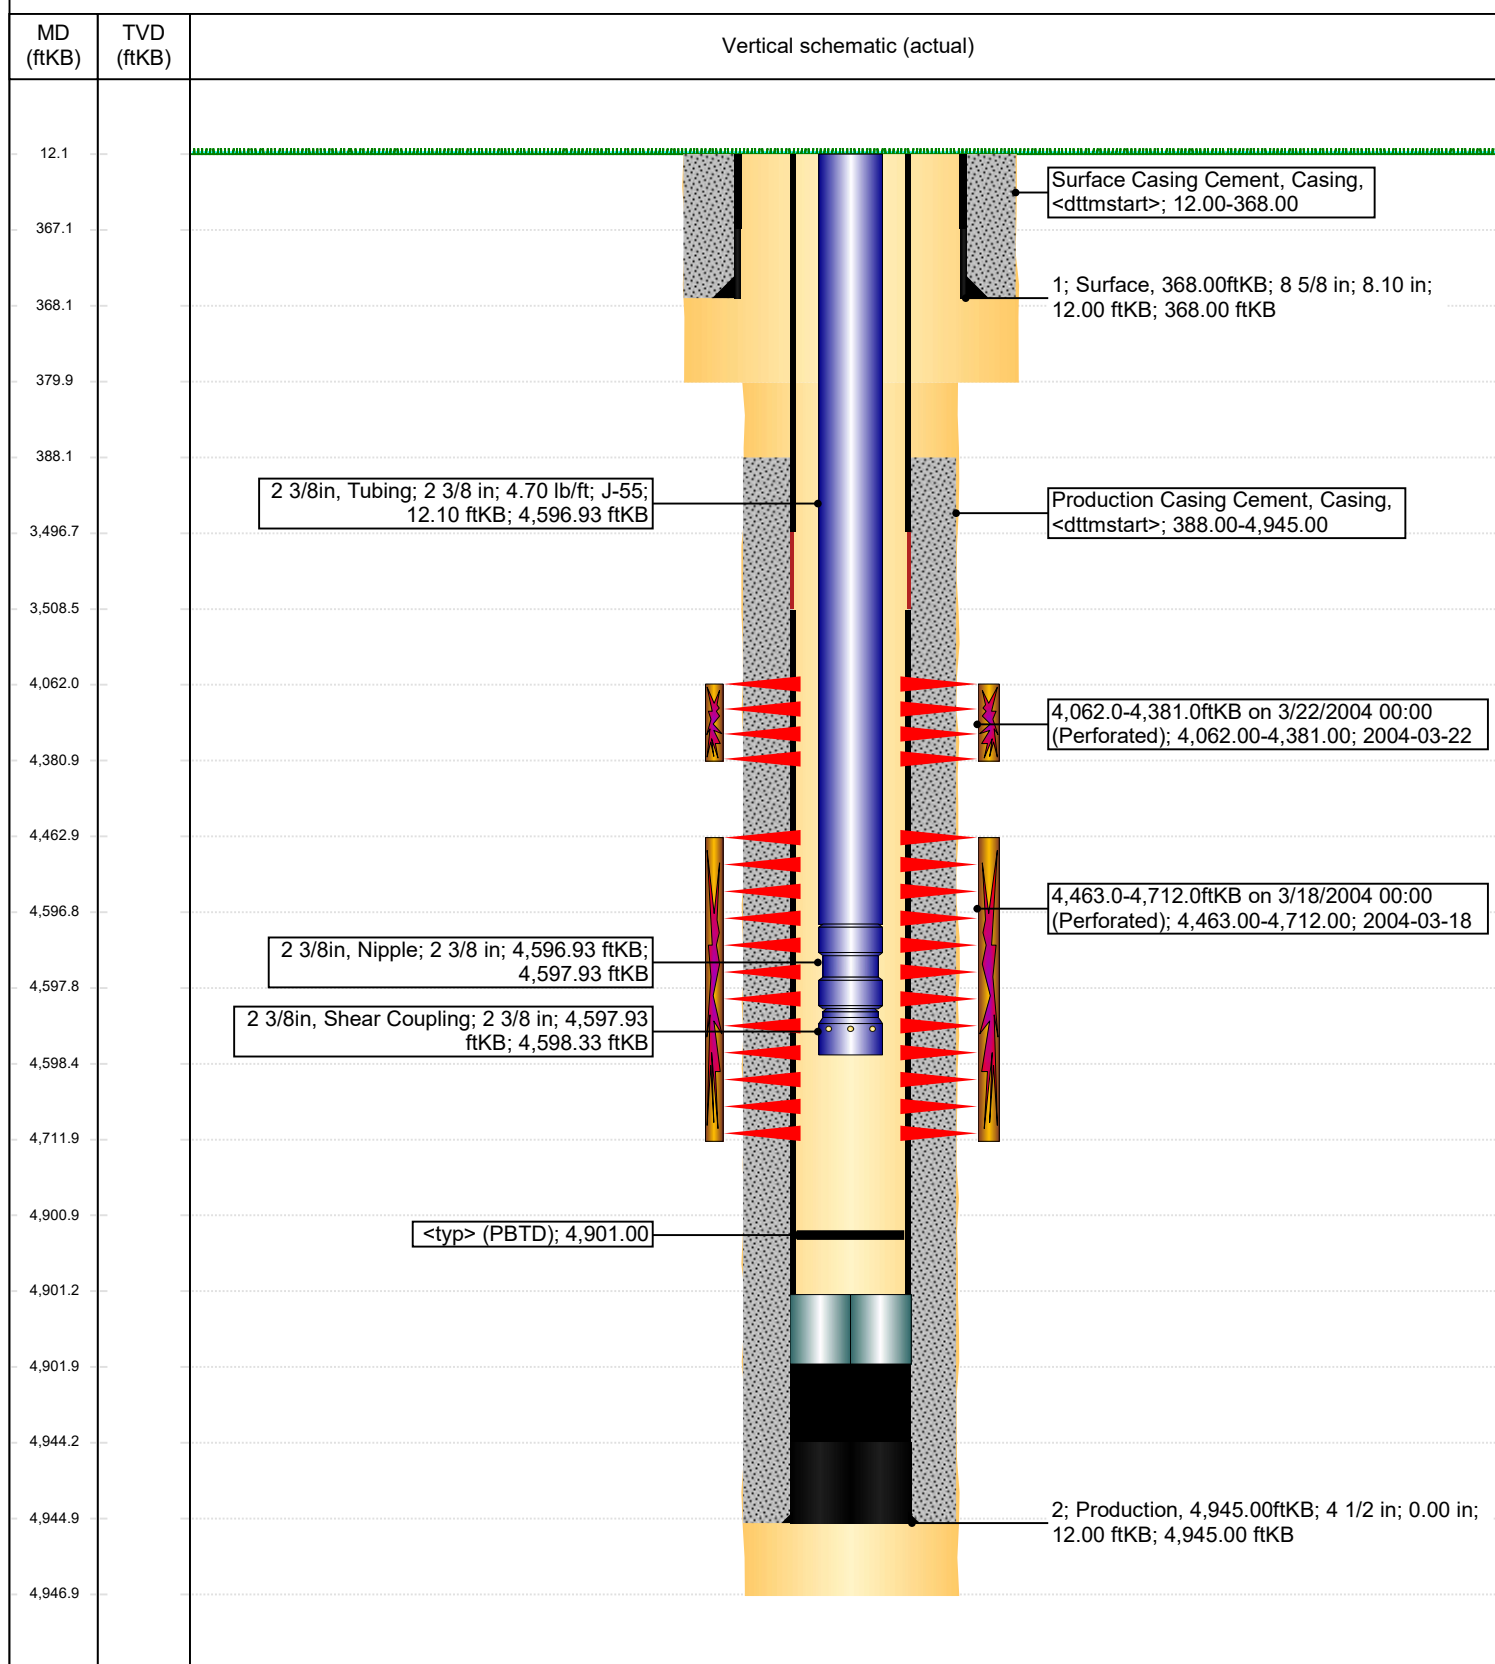 MD
(ftKB)
TVD
(ftKB)
Vertical schematic (actual)
12.1
Surface Casing Cement, Casing,
<dttmstart>; 12.00-368.00
367.1
1; Surface, 368.00ftKB; 8 5/8 in; 8.10 in;
12.00 ftKB; 368.00 ftKB
368.1
379.9
388.1
2 3/8in, Tubing; 2 3/8 in; 4.70 lb/ft; J-55;
12.10 ftKB; 4,596.93 ftKB
Production Casing Cement, Casing,
<dttmstart>; 388.00-4,945.00
3,496.7
3,508.5
4,062.0
4,062.0-4,381.0ftKB on 3/22/2004 00:00
(Perforated); 4,062.00-4,381.00; 2004-03-22
4,380.9
4,462.9
4,463.0-4,712.0ftKB on 3/18/2004 00:00
(Perforated); 4,463.00-4,712.00; 2004-03-18
4,596.8
2 3/8in, Nipple; 2 3/8 in; 4,596.93 ftKB;
4,597.93 ftKB
4,597.8
2 3/8in, Shear Coupling; 2 3/8 in; 4,597.93
ftKB; 4,598.33 ftKB
4,598.4
4,711.9
4,900.9
<typ> (PBTD); 4,901.00
4,901.2
4,901.9
4,944.2
4,944.9
2; Production, 4,945.00ftKB; 4 1/2 in; 0.00 in;
12.00 ftKB; 4,945.00 ftKB
4,946.9